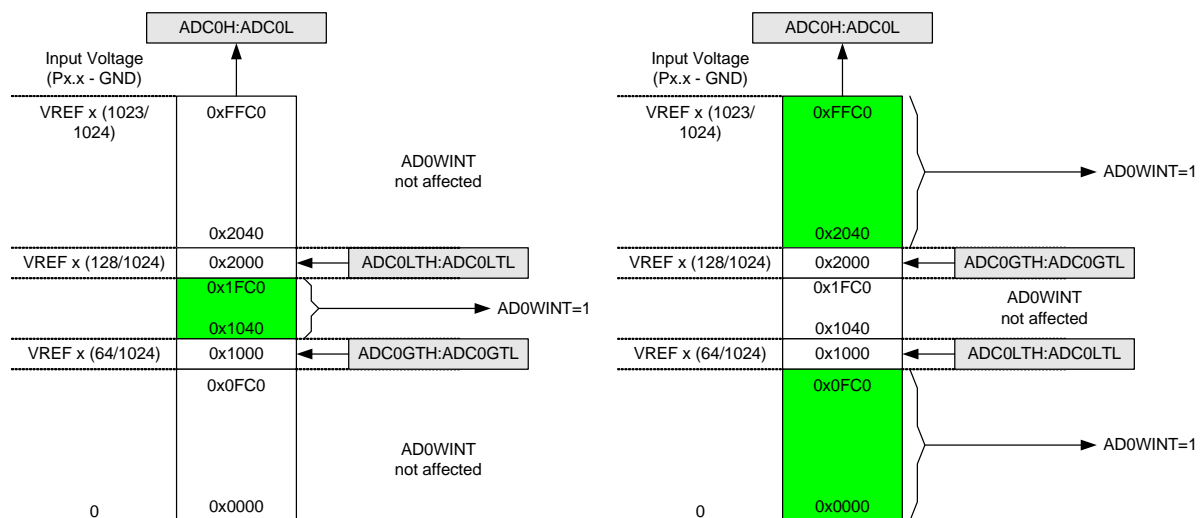 ADC0H:ADC0L
Input Voltage
(Px.x - GND)
VREF x (1023/
1024)
0xFFC0
AD0WINT
not affected
0x2040
VREF x (128/1024)
0x2000
ADC0LTH:ADC0LTL
0x1FC0
AD0WINT=1
0x1040
VREF x (64/1024)
0x1000
ADC0GTH:ADC0GTL
0x0FC0
AD0WINT
not affected
0
0x0000
ADC0H:ADC0L
Input Voltage
(Px.x - GND)
VREF x (1023/
1024)
0xFFC0
AD0WINT=1
0x2040
VREF x (128/1024)
0x2000
ADC0GTH:ADC0GTL
0x1FC0
AD0WINT
not affected
0x1040
VREF x (64/1024)
0x1000
ADC0LTH:ADC0LTL
0x0FC0
AD0WINT=1
0
0x0000